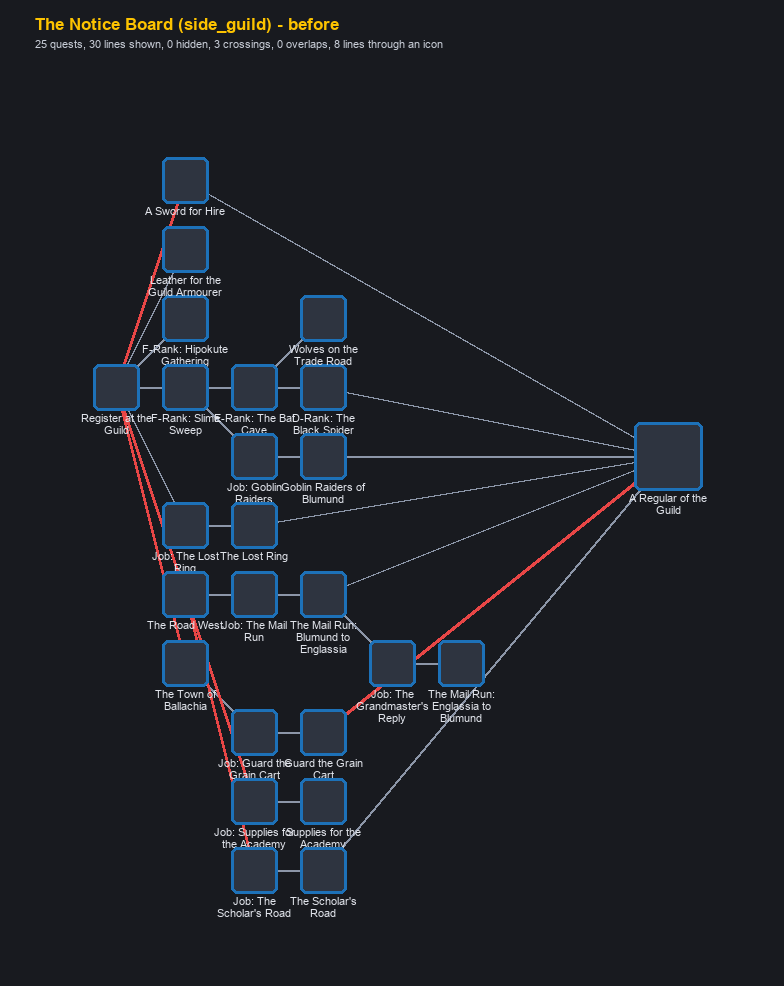 The Notice Board (side_guild) - before
25 quests, 30 lines shown, 0 hidden, 3 crossings, 0 overlaps, 8 lines through an icon
A Sword for Hire
Leather for the
Guild Armourer
F-Rank: Hipokute
Gathering
Wolves on the
Trade Road
Register at the
Guild
F-Rank: Slime
Sweep
E-Rank: The Bat
Cave
D-Rank: The
Black Spider
Job: Goblin
Raiders
Goblin Raiders of
Blumund
A Regular of the
Guild
Job: The Lost
Ring
The Lost Ring
The Road West
Job: The Mail
Run
The Mail Run:
Blumund to
Englassia
The Town of
Ballachia
Job: The
Grandmaster's
Reply
The Mail Run:
Englassia to
Blumund
Job: Guard the
Grain Cart
Guard the Grain
Cart
Job: Supplies for
the Academy
Supplies for the
Academy
Job: The
Scholar's Road
The Scholar's
Road